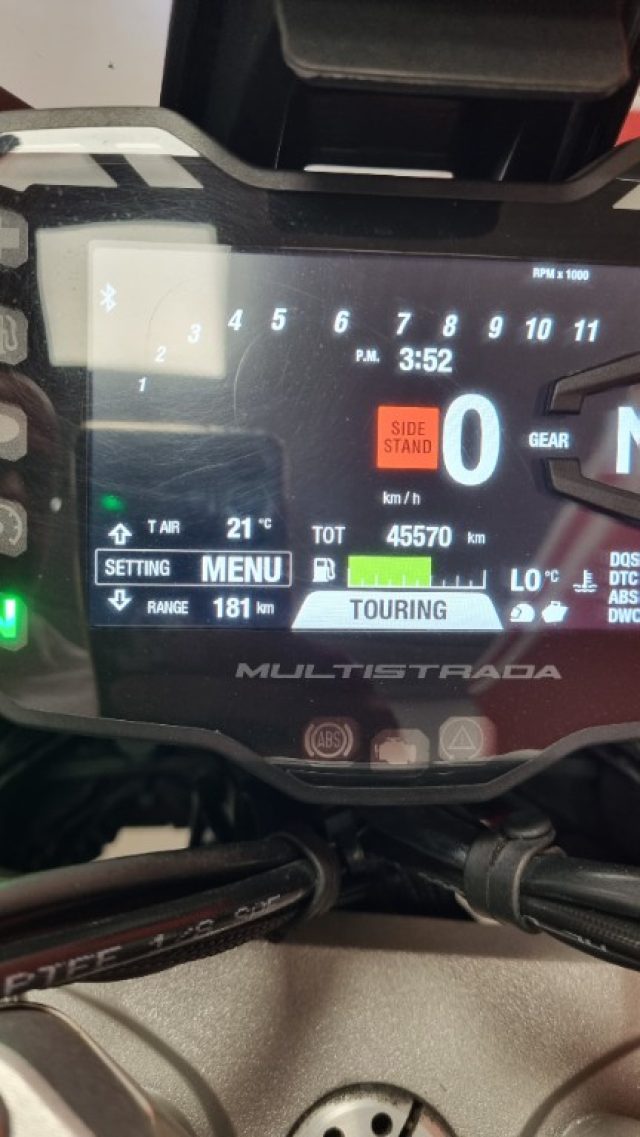 RPM x 1000
1 2 3 4 5 6 7 8 9 10 11
P.M. 3:52
SIDE
STAND
0
GEAR
N
km/h
T AIR 21 °C
TOT 45570 km
SETTING MENU
LO °C
RANGE 181 km
TOURING
DTC
ABS
DWC
N
MULTISTRADA
ABS
PTFE 1/8